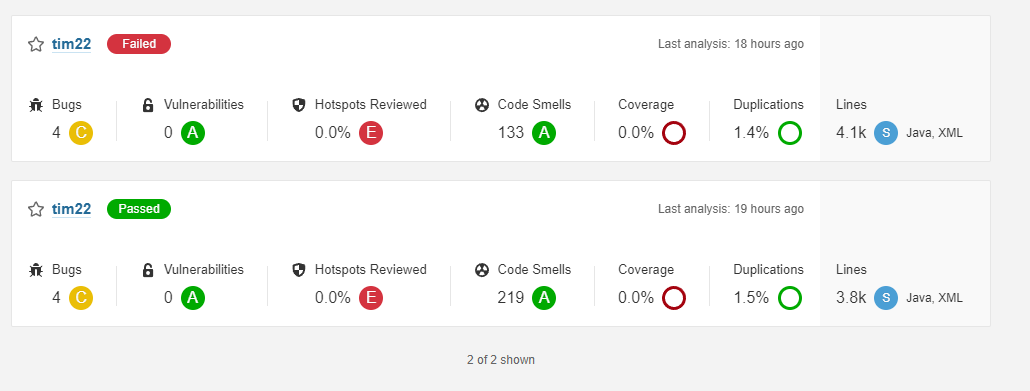 tim22 Failed Last analysis: 18 hours ago
Bugs Vulnerabilities Hotspots Reviewed Code Smells Coverage Duplications Lines
4 C 0 A 0.0% E 133 A 0.0% 1.4% 4.1k S Java, XML
tim22 Passed Last analysis: 19 hours ago
Bugs Vulnerabilities Hotspots Reviewed Code Smells Coverage Duplications Lines
4 C 0 A 0.0% E 219 A 0.0% 1.5% 3.8k S Java, XML
2 of 2 shown